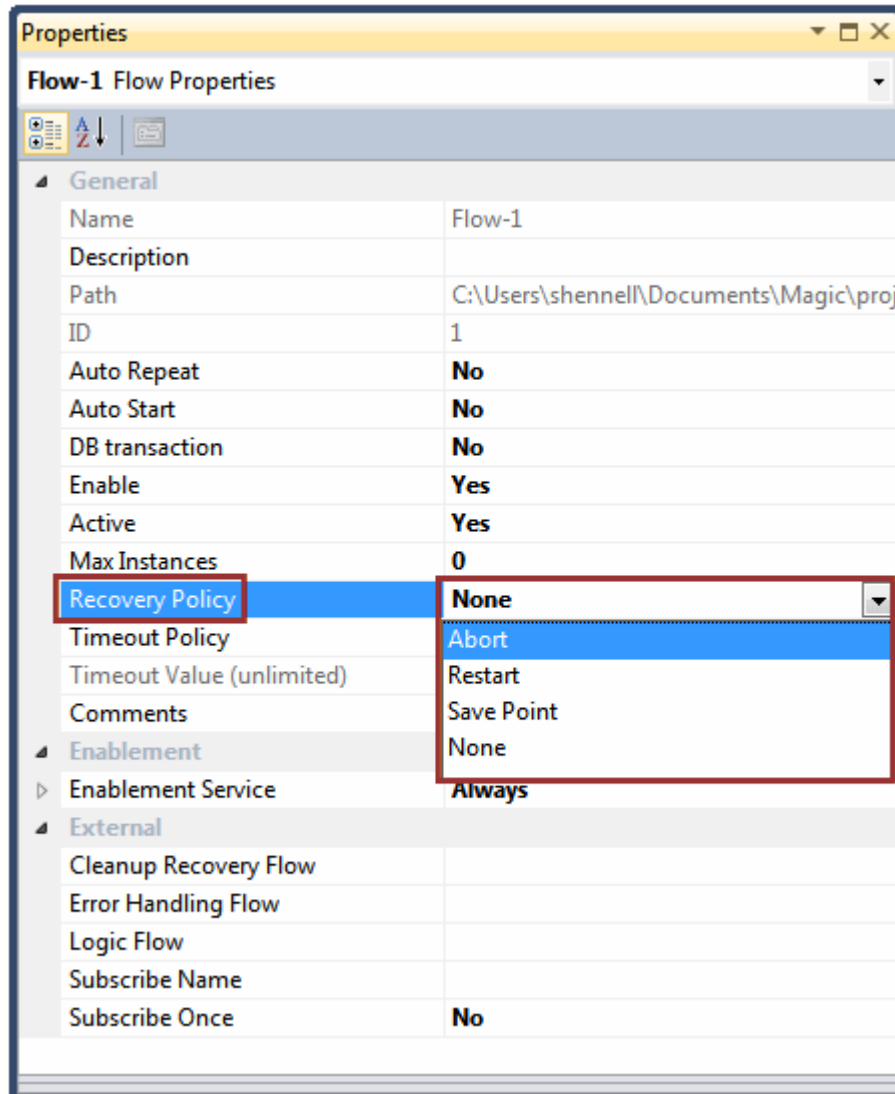 Properties
Flow-1 Flow Properties
General
Name Flow-1
Description
Path C:\Users\shennell\Documents\Magic\proj
ID 1
Auto Repeat No
Auto Start No
DB transaction No
Enable Yes
Active Yes
Max Instances 0
Recovery Policy None
Timeout Policy Abort
Timeout Value (unlimited) Restart
Comments Save Point
Enablement None
Enablement Service Always
External
Cleanup Recovery Flow
Error Handling Flow
Logic Flow
Subscribe Name
Subscribe Once No